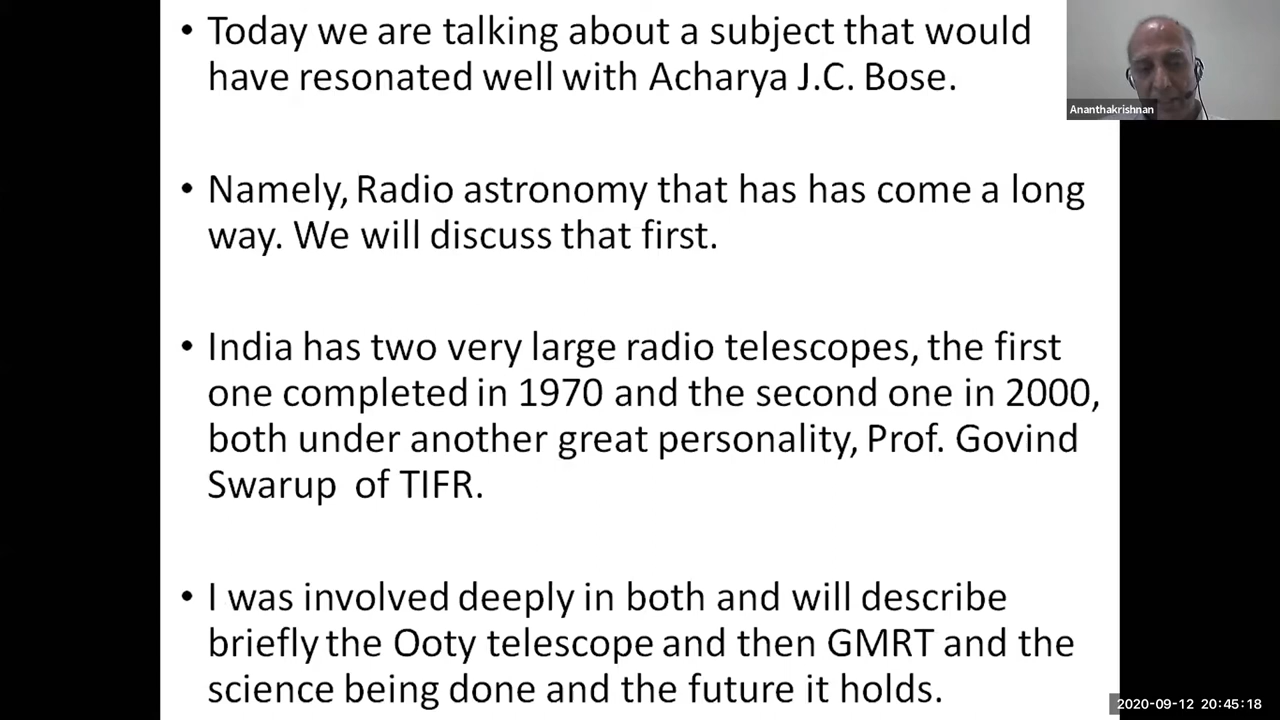 • Today we are talking about a subject that would
have resonated well with Acharya J.C. Bose.
Ananthakrishnan
• Namely, Radio astronomy that has has come a long
way. We will discuss that first.
• India has two very large radio telescopes, the first
one completed in 1970 and the second one in 2000,
both under another great personality, Prof. Govind
Swarup of TIFR.
• I was involved deeply in both and will describe
briefly the Ooty telescope and then GMRT and the
science being done and the future it holds.
2020-09-12 20:45:18